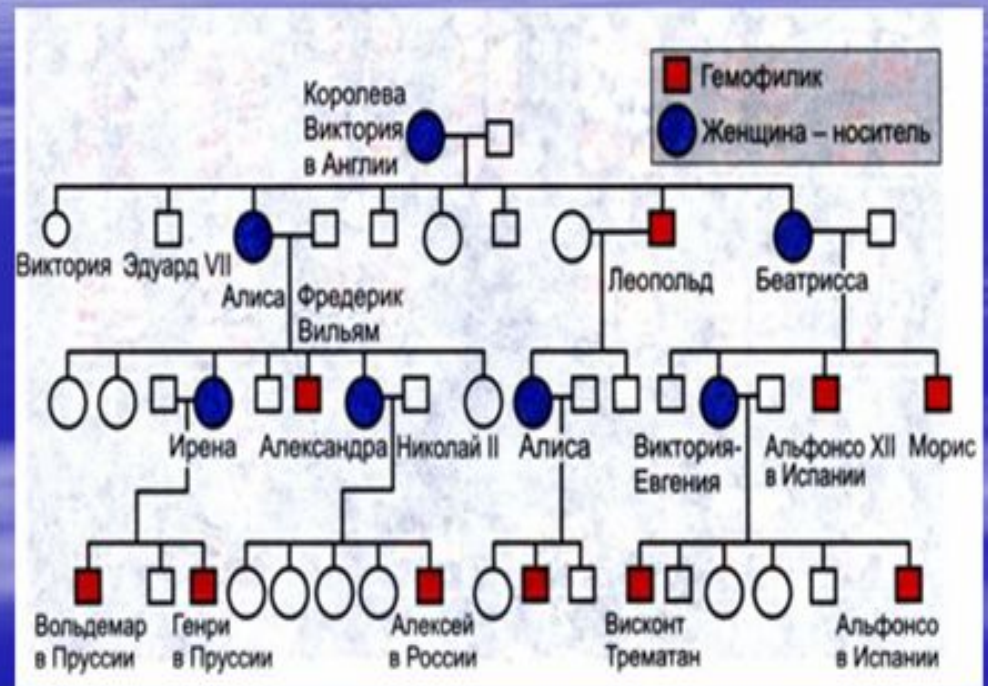 Гемофилик
Женщина – носитель
Королева
Виктория
в Англии
Виктория
Эдуард VII
Алиса
Фредерик
Вильям
Леопольд
Беатрисса
Ирена
Александра
Николай II
Алиса
Виктория-
Евгения
Альфонсо XII
в Испании
Морис
Вольдемар
в Пруссии
Генри
в Пруссии
Алексей
в России
Висконт
Трематан
Альфонсо
в Испании